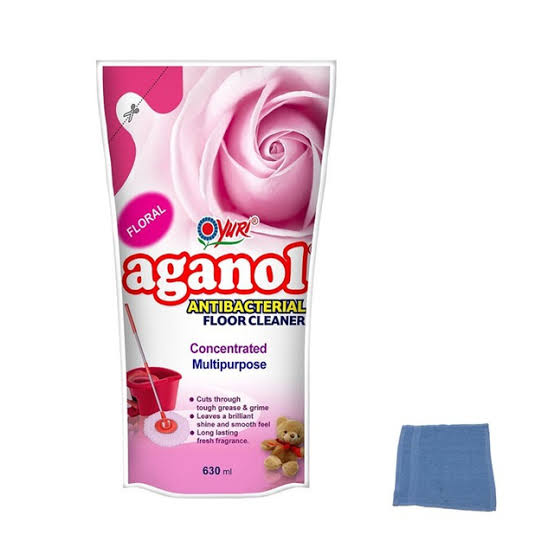 FLORAL
YURI®
aganol
ANTIBACTERIAL
FLOOR CLEANER
Concentrated
Multipurpose
• Cuts through
tough grease & grime
• Leaves a brilliant
shine and smooth feel
• Long lasting
fresh fragrance.
630 ml